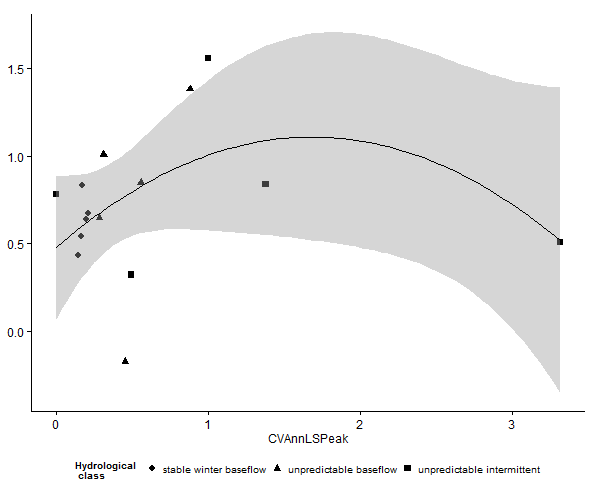 1.5
1.0
0.5
0.0
0 1 2 3
CVAnnLSPeak
Hydrological
class
stable winter baseflow unpredictable baseflow unpredictable intermittent